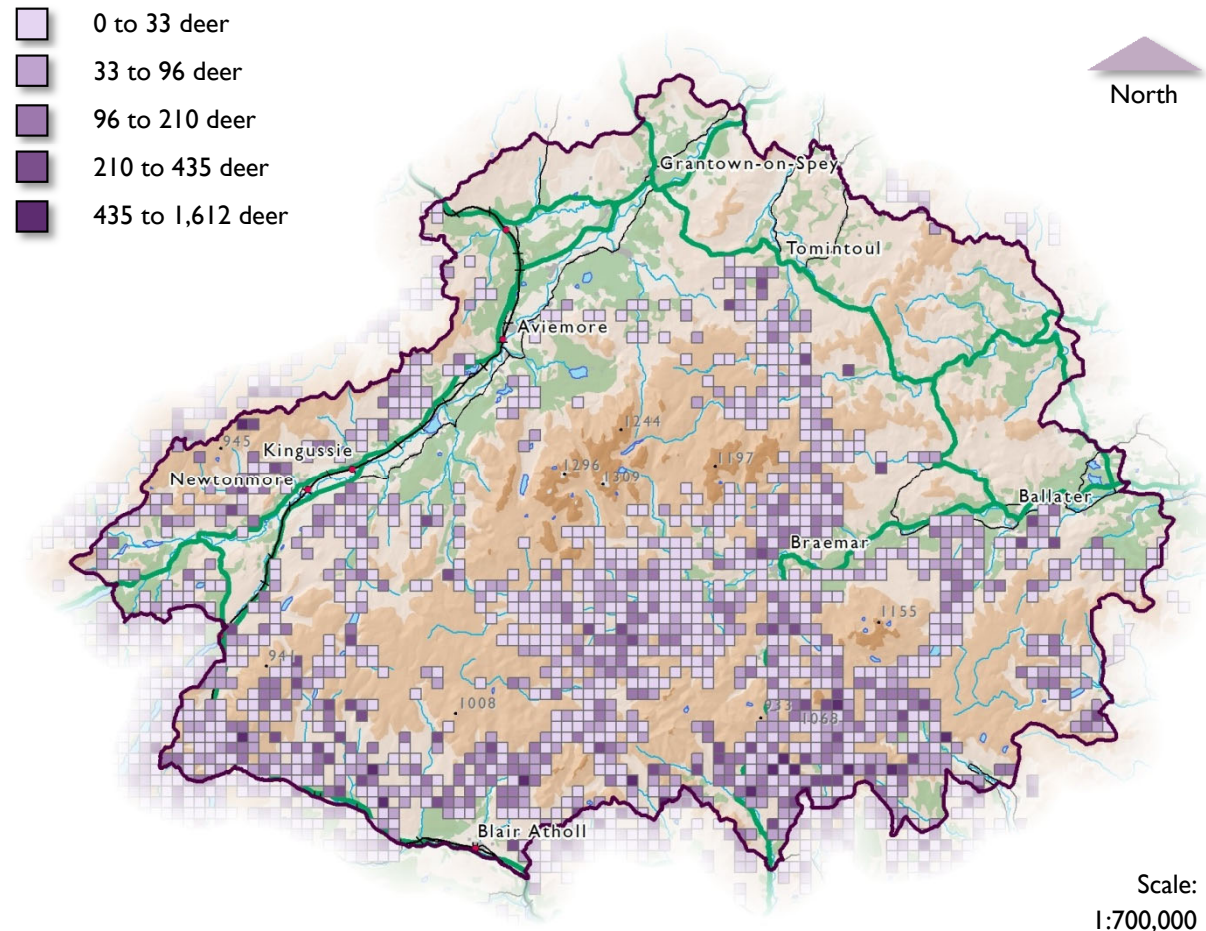 0 to 33 deer
33 to 96 deer
96 to 210 deer
210 to 435 deer
435 to 1,612 deer
North
Grantown-on-Spey
Tomintoul
Aviemore
1244
945
Kingussie
1296
1309
1197
Newtonmore
Ballater
Braemar
1155
941
1008
933
1068
Blair Atholl
Scale:
1:700,000